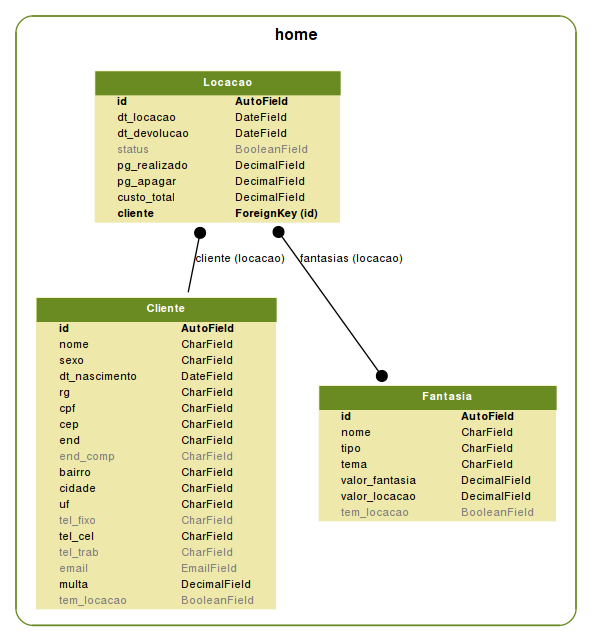 home
Locacao
id AutoField
dt_locacao DateField
dt_devolucao DateField
status BooleanField
pg_realizado DecimalField
pg_apagar DecimalField
custo_total DecimalField
cliente ForeignKey (id)
cliente (locacao) fantasias (locacao)
Cliente
id AutoField
nome CharField
sexo CharField
dt_nascimento DateField
rg CharField
cpf CharField
cep CharField
end CharField
end_comp CharField
bairro CharField
cidade CharField
uf CharField
tel_fixo CharField
tel_cel CharField
tel_trab CharField
email EmailField
multa DecimalField
tem_locacao BooleanField
Fantasia
id AutoField
nome CharField
tipo CharField
tema CharField
valor_fantasia DecimalField
valor_locacao DecimalField
tem_locacao BooleanField